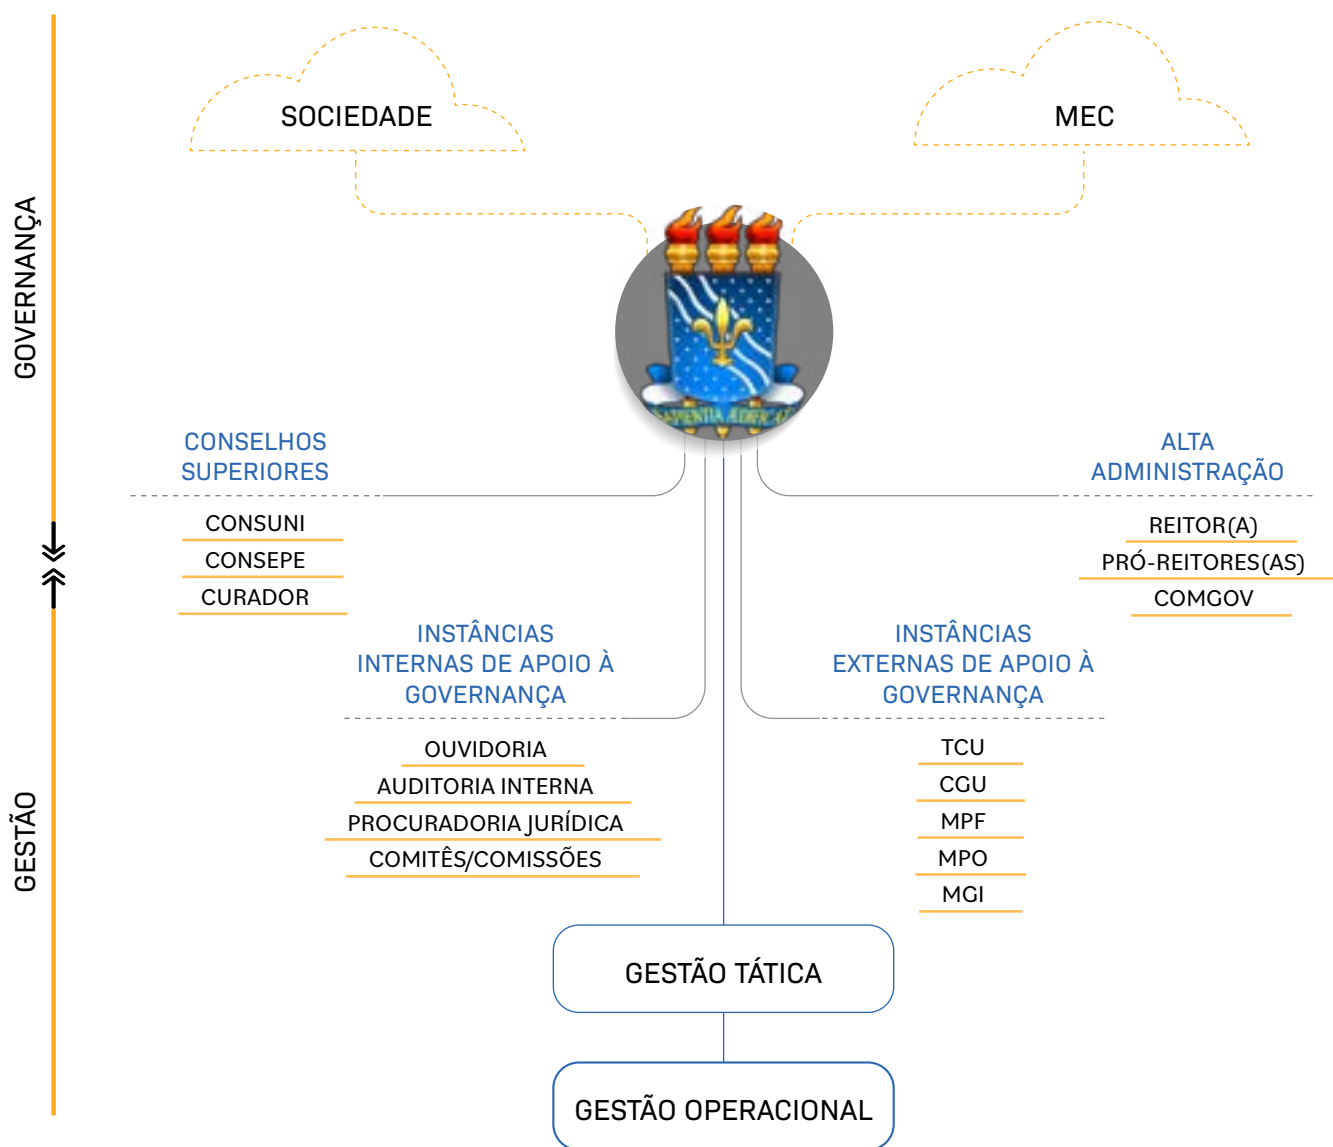 SOCIEDADE
MEC
GOVERNANÇA
CONSELHOS
SUPERIORES
CONSUNI
CONSEPE
CURADOR
ALTA
ADMINISTRAÇÃO
REITOR(A)
PRÓ-REITORES(AS)
COMGOV
INSTÂNCIAS
INTERNAS DE APOIO À
GOVERNANÇA
OUVIDORIA
AUDITORIA INTERNA
PROCURADORIA JURÍDICA
COMITÊS/COMISSÕES
INSTÂNCIAS
EXTERNAS DE APOIO À
GOVERNANÇA
TCU
CGU
MPF
MPO
MGI
GESTÃO
GESTÃO TÁTICA
GESTÃO OPERACIONAL